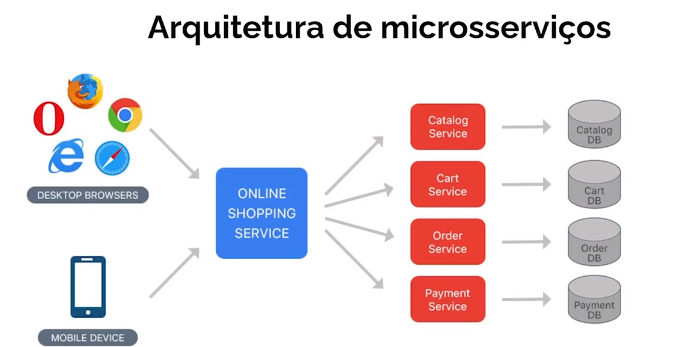 Arquitetura de microsserviços
DESKTOP BROWSERS
MOBILE DEVICE
ONLINE
SHOPPING
SERVICE
Catalog
Service
Catalog
DB
Cart
Service
Cart
DB
Order
Service
Order
DB
Payment
Service
Payment
DB